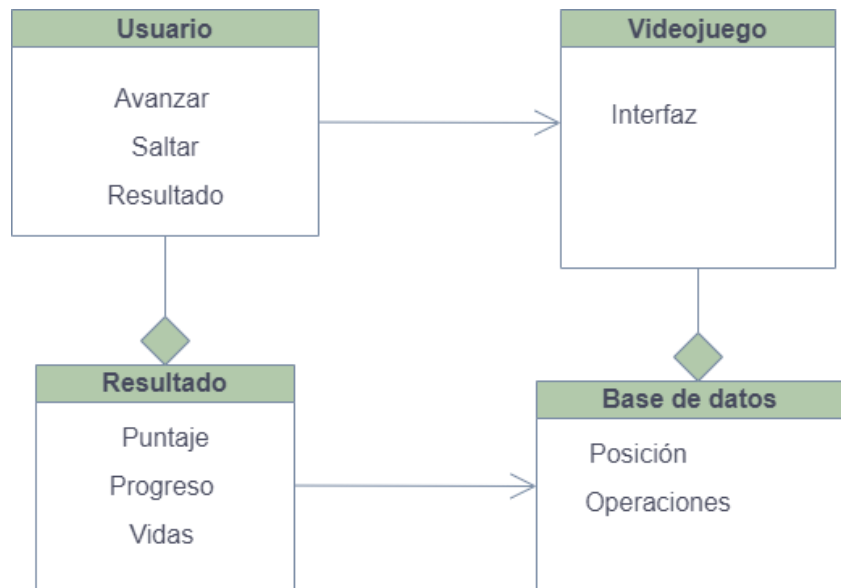 Usuario
Avanzar
Saltar
Resultado
Videojuego
Interfaz
Resultado
Puntaje
Progreso
Vidas
Base de datos
Posición
Operaciones